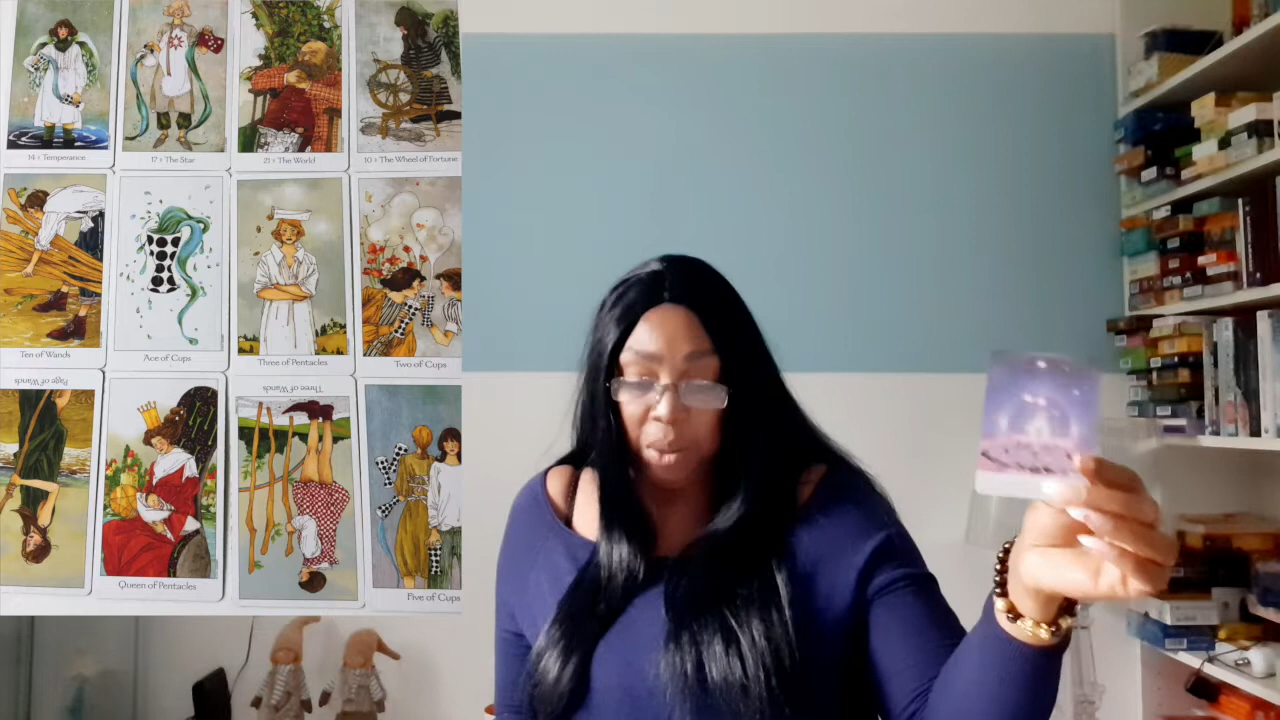 14 : Temperance
17 : The Star
21 : The World
10 : The Wheel of Fortune
Ten of Wands
Ace of Cups
Three of Pentacles
Two of Cups
Page of Wands
Queen of Pentacles
Three of Wands
Five of Cups